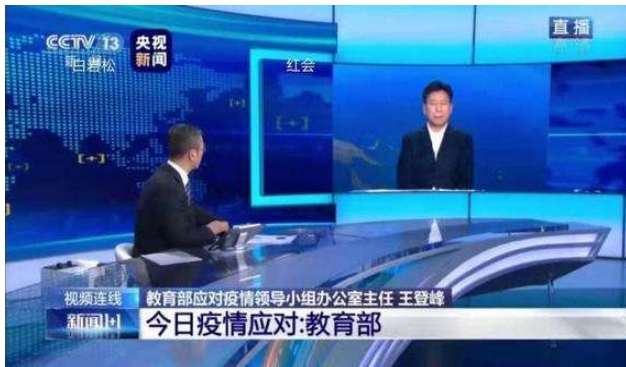 CCTV 13 央视
新闻
白岩松
红会
直播
视频连线
教育部应对疫情领导小组办公室主任 王登峰
新闻1+1
今日疫情应对:教育部